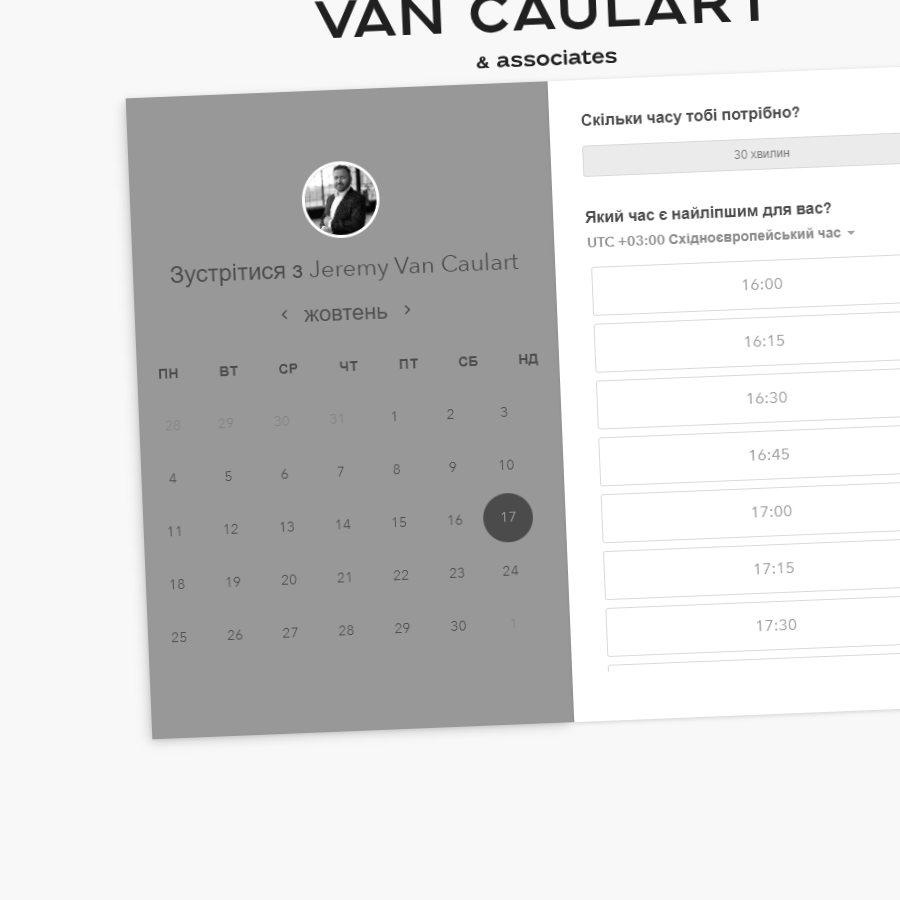 VAN CAULART
& associates
Зустрітися з Jeremy Van Caulart
жовтень
ПН ВТ СР ЧТ ПТ СБ НД
28 29 30 31 1 2 3
4 5 6 7 8 9 10
11 12 13 14 15 16 17
18 19 20 21 22 23 24
25 26 27 28 29 30 1
Скільки часу тобі потрібно?
30 хвилин
Який час є найліпшим для вас?
UTC +03:00 Східноєвропейський час
16:00
16:15
16:30
16:45
17:00
17:15
17:30